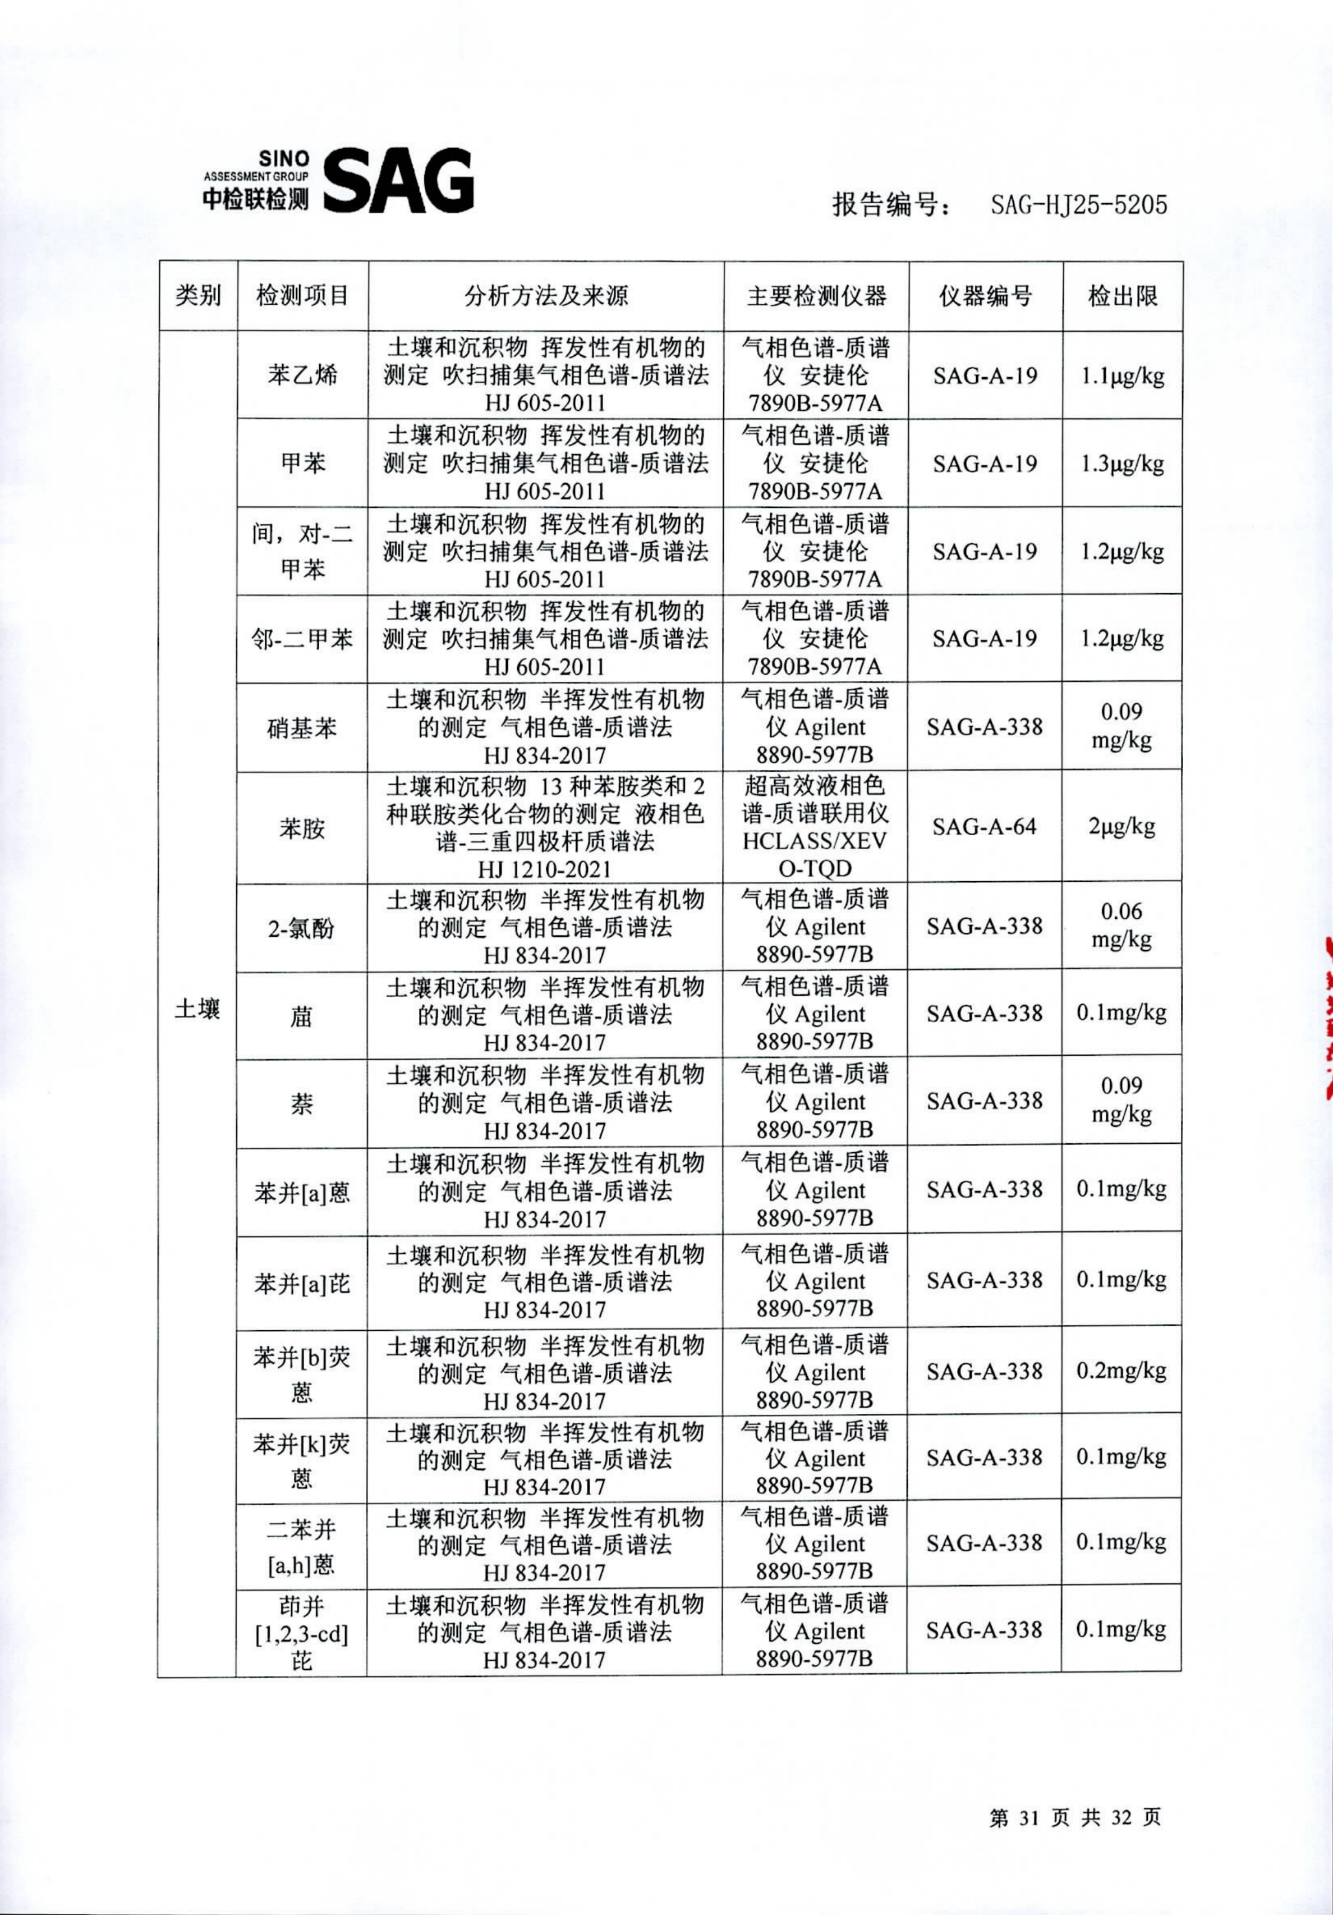 SINO
ASSESSMENT GROUP
中检联检测
SAG
报告编号： SAG-HJ25-5205
类别 检测项目 分析方法及来源 主要检测仪器 仪器编号 检出限
土壤
苯乙烯
土壤和沉积物 挥发性有机物的
测定 吹扫捕集气相色谱-质谱法
HJ 605-2011
气相色谱-质谱
仪 安捷伦
7890B-5977A
SAG-A-19
1.1μg/kg
甲苯
土壤和沉积物 挥发性有机物的
测定 吹扫捕集气相色谱-质谱法
HJ 605-2011
气相色谱-质谱
仪 安捷伦
7890B-5977A
SAG-A-19
1.3μg/kg
间，对-二
甲苯
土壤和沉积物 挥发性有机物的
测定 吹扫捕集气相色谱-质谱法
HJ 605-2011
气相色谱-质谱
仪 安捷伦
7890B-5977A
SAG-A-19
1.2μg/kg
邻-二甲苯
土壤和沉积物 挥发性有机物的
测定 吹扫捕集气相色谱-质谱法
HJ 605-2011
气相色谱-质谱
仪 安捷伦
7890B-5977A
SAG-A-19
1.2μg/kg
硝基苯
土壤和沉积物 半挥发性有机物
的测定 气相色谱-质谱法
HJ 834-2017
气相色谱-质谱
仪 Agilent
8890-5977B
SAG-A-338
0.09
mg/kg
苯胺
土壤和沉积物 13 种苯胺类和 2
种联胺类化合物的测定 液相色
谱-三重四极杆质谱法
HJ 1210-2021
超高效液相色
谱-质谱联用仪
HCLASS/XEV
O-TQD
SAG-A-64
2μg/kg
2-氯酚
土壤和沉积物 半挥发性有机物
的测定 气相色谱-质谱法
HJ 834-2017
气相色谱-质谱
仪 Agilent
8890-5977B
SAG-A-338
0.06
mg/kg
䓛
土壤和沉积物 半挥发性有机物
的测定 气相色谱-质谱法
HJ 834-2017
气相色谱-质谱
仪 Agilent
8890-5977B
SAG-A-338
0.1mg/kg
萘
土壤和沉积物 半挥发性有机物
的测定 气相色谱-质谱法
HJ 834-2017
气相色谱-质谱
仪 Agilent
8890-5977B
SAG-A-338
0.09
mg/kg
苯并[a]蒽
土壤和沉积物 半挥发性有机物
的测定 气相色谱-质谱法
HJ 834-2017
气相色谱-质谱
仪 Agilent
8890-5977B
SAG-A-338
0.1mg/kg
苯并[a]芘
土壤和沉积物 半挥发性有机物
的测定 气相色谱-质谱法
HJ 834-2017
气相色谱-质谱
仪 Agilent
8890-5977B
SAG-A-338
0.1mg/kg
苯并[b]荧
蒽
土壤和沉积物 半挥发性有机物
的测定 气相色谱-质谱法
HJ 834-2017
气相色谱-质谱
仪 Agilent
8890-5977B
SAG-A-338
0.2mg/kg
苯并[k]荧
蒽
土壤和沉积物 半挥发性有机物
的测定 气相色谱-质谱法
HJ 834-2017
气相色谱-质谱
仪 Agilent
8890-5977B
SAG-A-338
0.1mg/kg
二苯并
[a,h]蒽
土壤和沉积物 半挥发性有机物
的测定 气相色谱-质谱法
HJ 834-2017
气相色谱-质谱
仪 Agilent
8890-5977B
SAG-A-338
0.1mg/kg
茚并
[1,2,3-cd]
芘
土壤和沉积物 半挥发性有机物
的测定 气相色谱-质谱法
HJ 834-2017
气相色谱-质谱
仪 Agilent
8890-5977B
SAG-A-338
0.1mg/kg
第 31 页 共 32 页